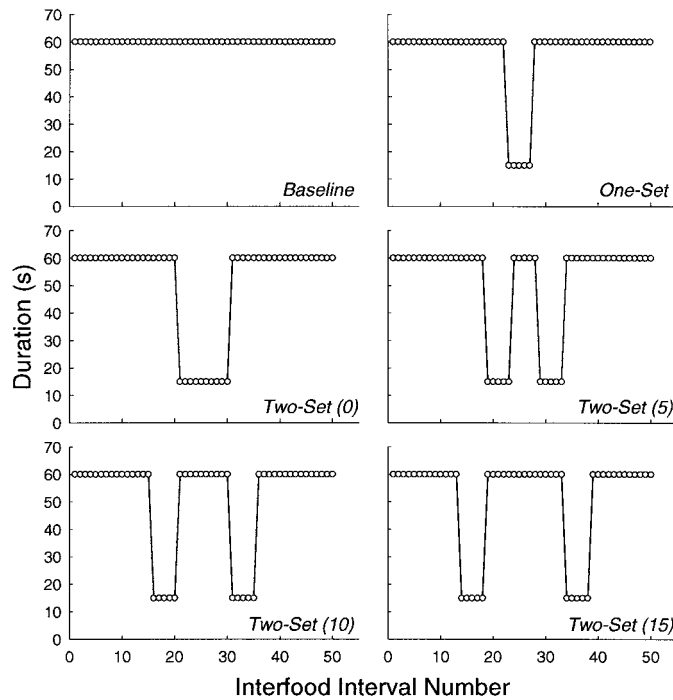 70
60
50
40
30
20
10
0
Baseline
One-Set
70
60
50
40
30
20
10
0
Duration (s)
Two-Set (0)
Two-Set (5)
70
60
50
40
30
20
10
0
Two-Set (10)
Two-Set (15)
0 10 20 30 40 50 0 10 20 30 40 50
Interfood Interval Number